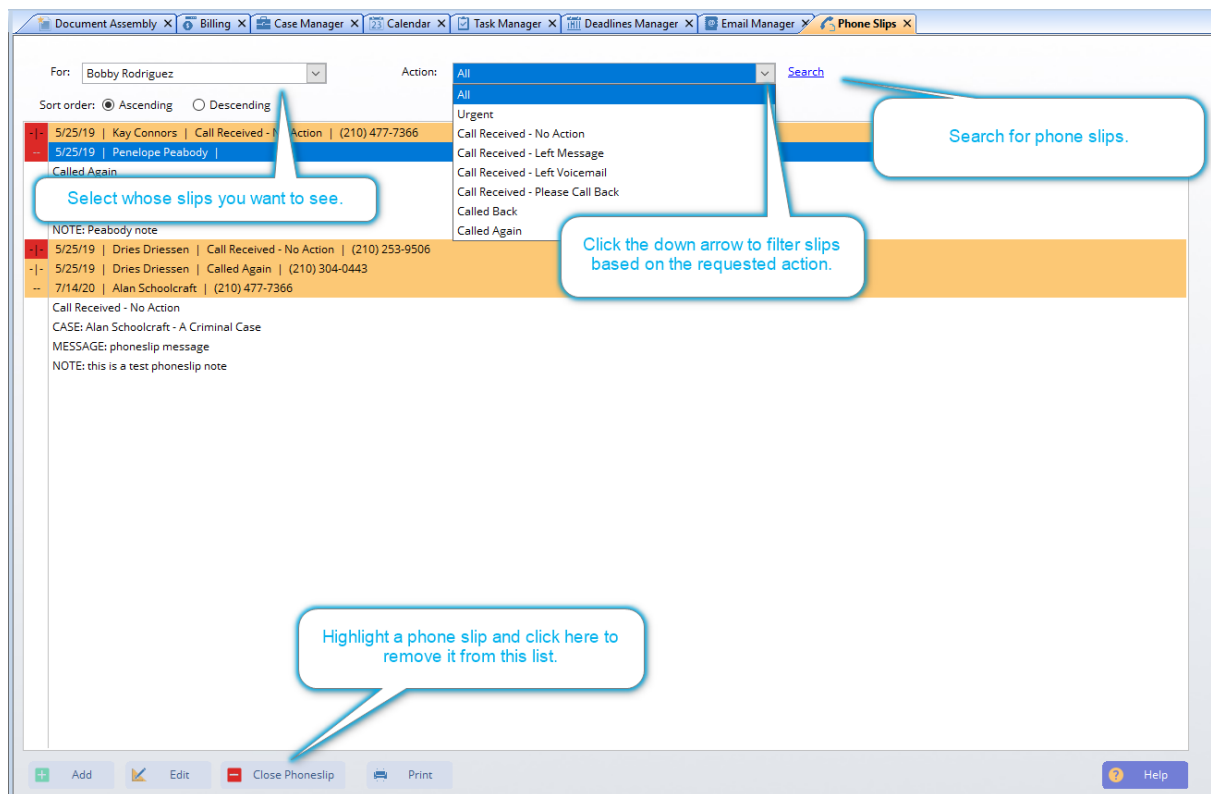 Document Assembly X Billing X Case Manager X 23 Calendar X Task Manager X Deadlines Manager X Email Manager X Phone Slips X
For: Bobby Rodriguez Action: All Search
Sort order: Ascending Descending
All
Urgent
Call Received - No Action
Call Received - Left Message
Call Received - Left Voicemail
Call Received - Please Call Back
Called Back
Called Again
Search for phone slips.
-|- 5/25/19 | Kay Connors | Call Received - No Action | (210) 477-7366
-- 5/25/19 | Penelope Peabody |
Called Again
Select whose slips you want to see.
NOTE: Peabody note
Click the down arrow to filter slips
based on the requested action.
-|- 5/25/19 | Dries Driessen | Call Received - No Action | (210) 253-9506
-|- 5/25/19 | Dries Driessen | Called Again | (210) 304-0443
-- 7/14/20 | Alan Schoolcraft | (210) 477-7366
Call Received - No Action
CASE: Alan Schoolcraft - A Criminal Case
MESSAGE: phoneslip message
NOTE: this is a test phoneslip note
Highlight a phone slip and click here to
remove it from this list.
Add Edit Close Phoneslip Print ? Help